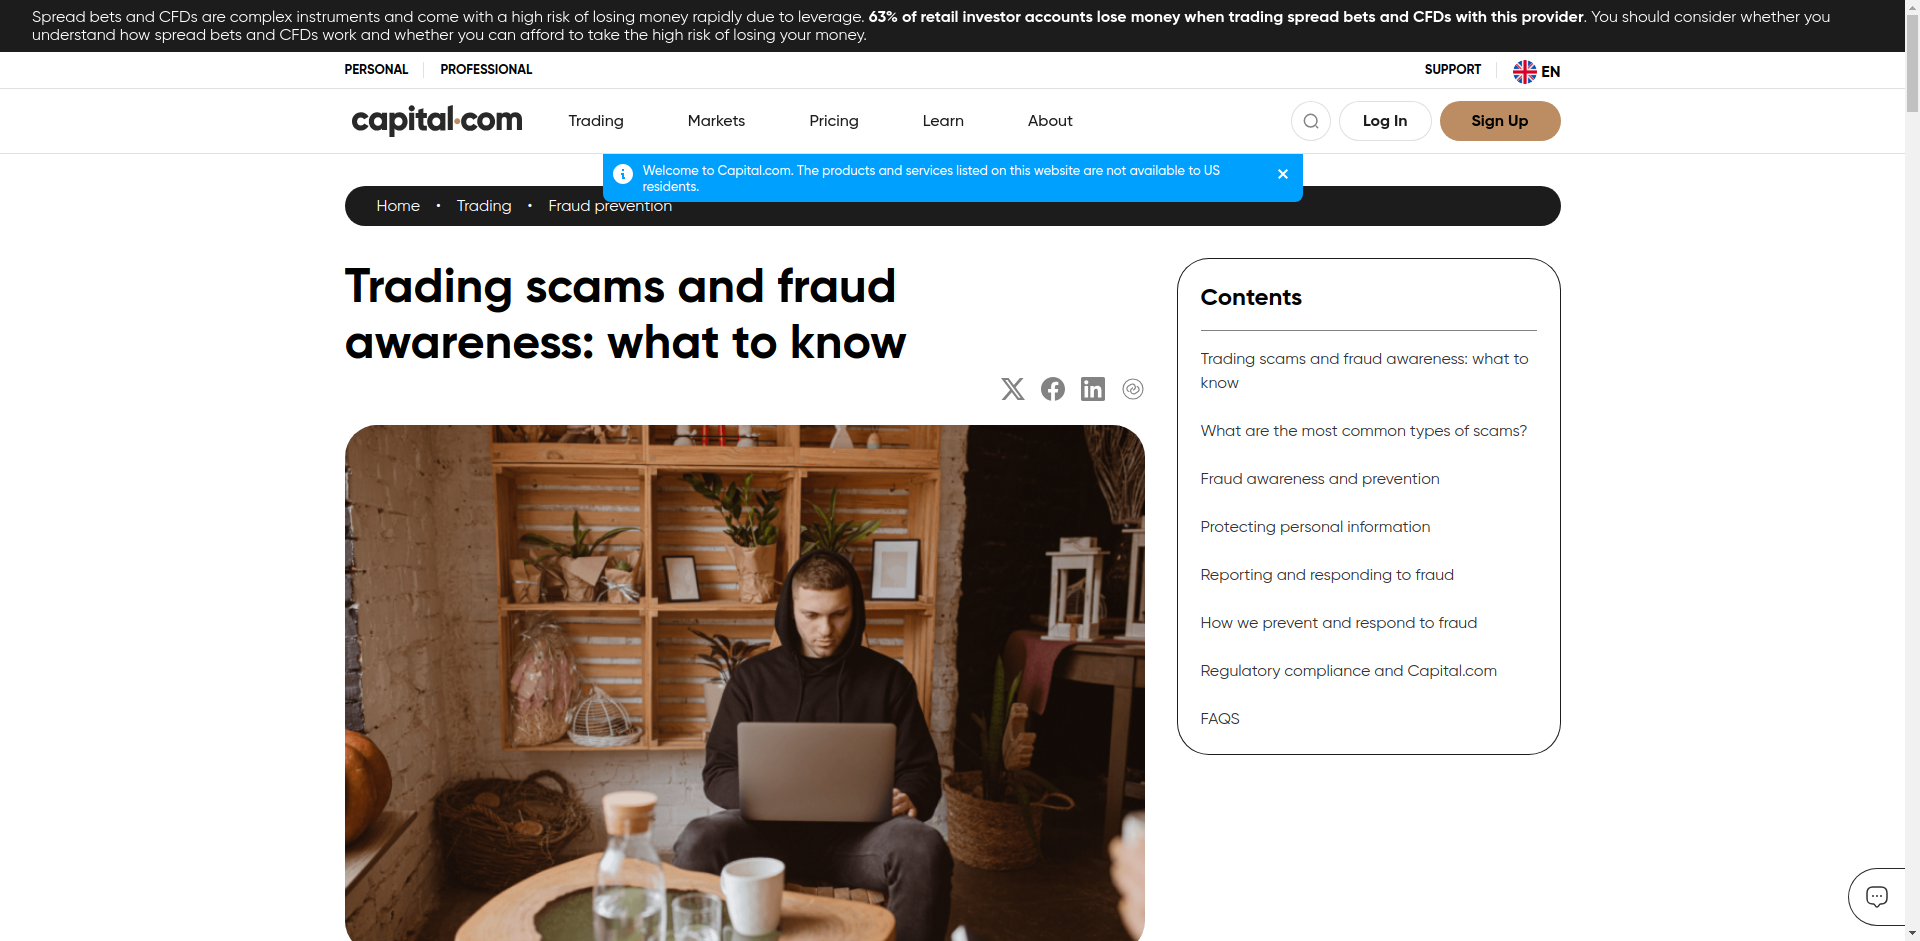 Spread bets and CFDs are complex instruments and come with a high risk of losing money rapidly due to leverage. 63% of retail investor accounts lose money when trading spread bets and CFDs with this provider. You should consider whether you
understand how spread bets and CFDs work and whether you can afford to take the high risk of losing your money.
PERSONAL PROFESSIONAL SUPPORT EN
capital.com Trading Markets Pricing Learn About Log In Sign Up
Welcome to Capital.com. The products and services listed on this website are not available to US
residents.
Home • Trading • Fraud prevention
Trading scams and fraud
awareness: what to know
Contents
Trading scams and fraud awareness: what to
know
What are the most common types of scams?
Fraud awareness and prevention
Protecting personal information
Reporting and responding to fraud
How we prevent and respond to fraud
Regulatory compliance and Capital.com
FAQS